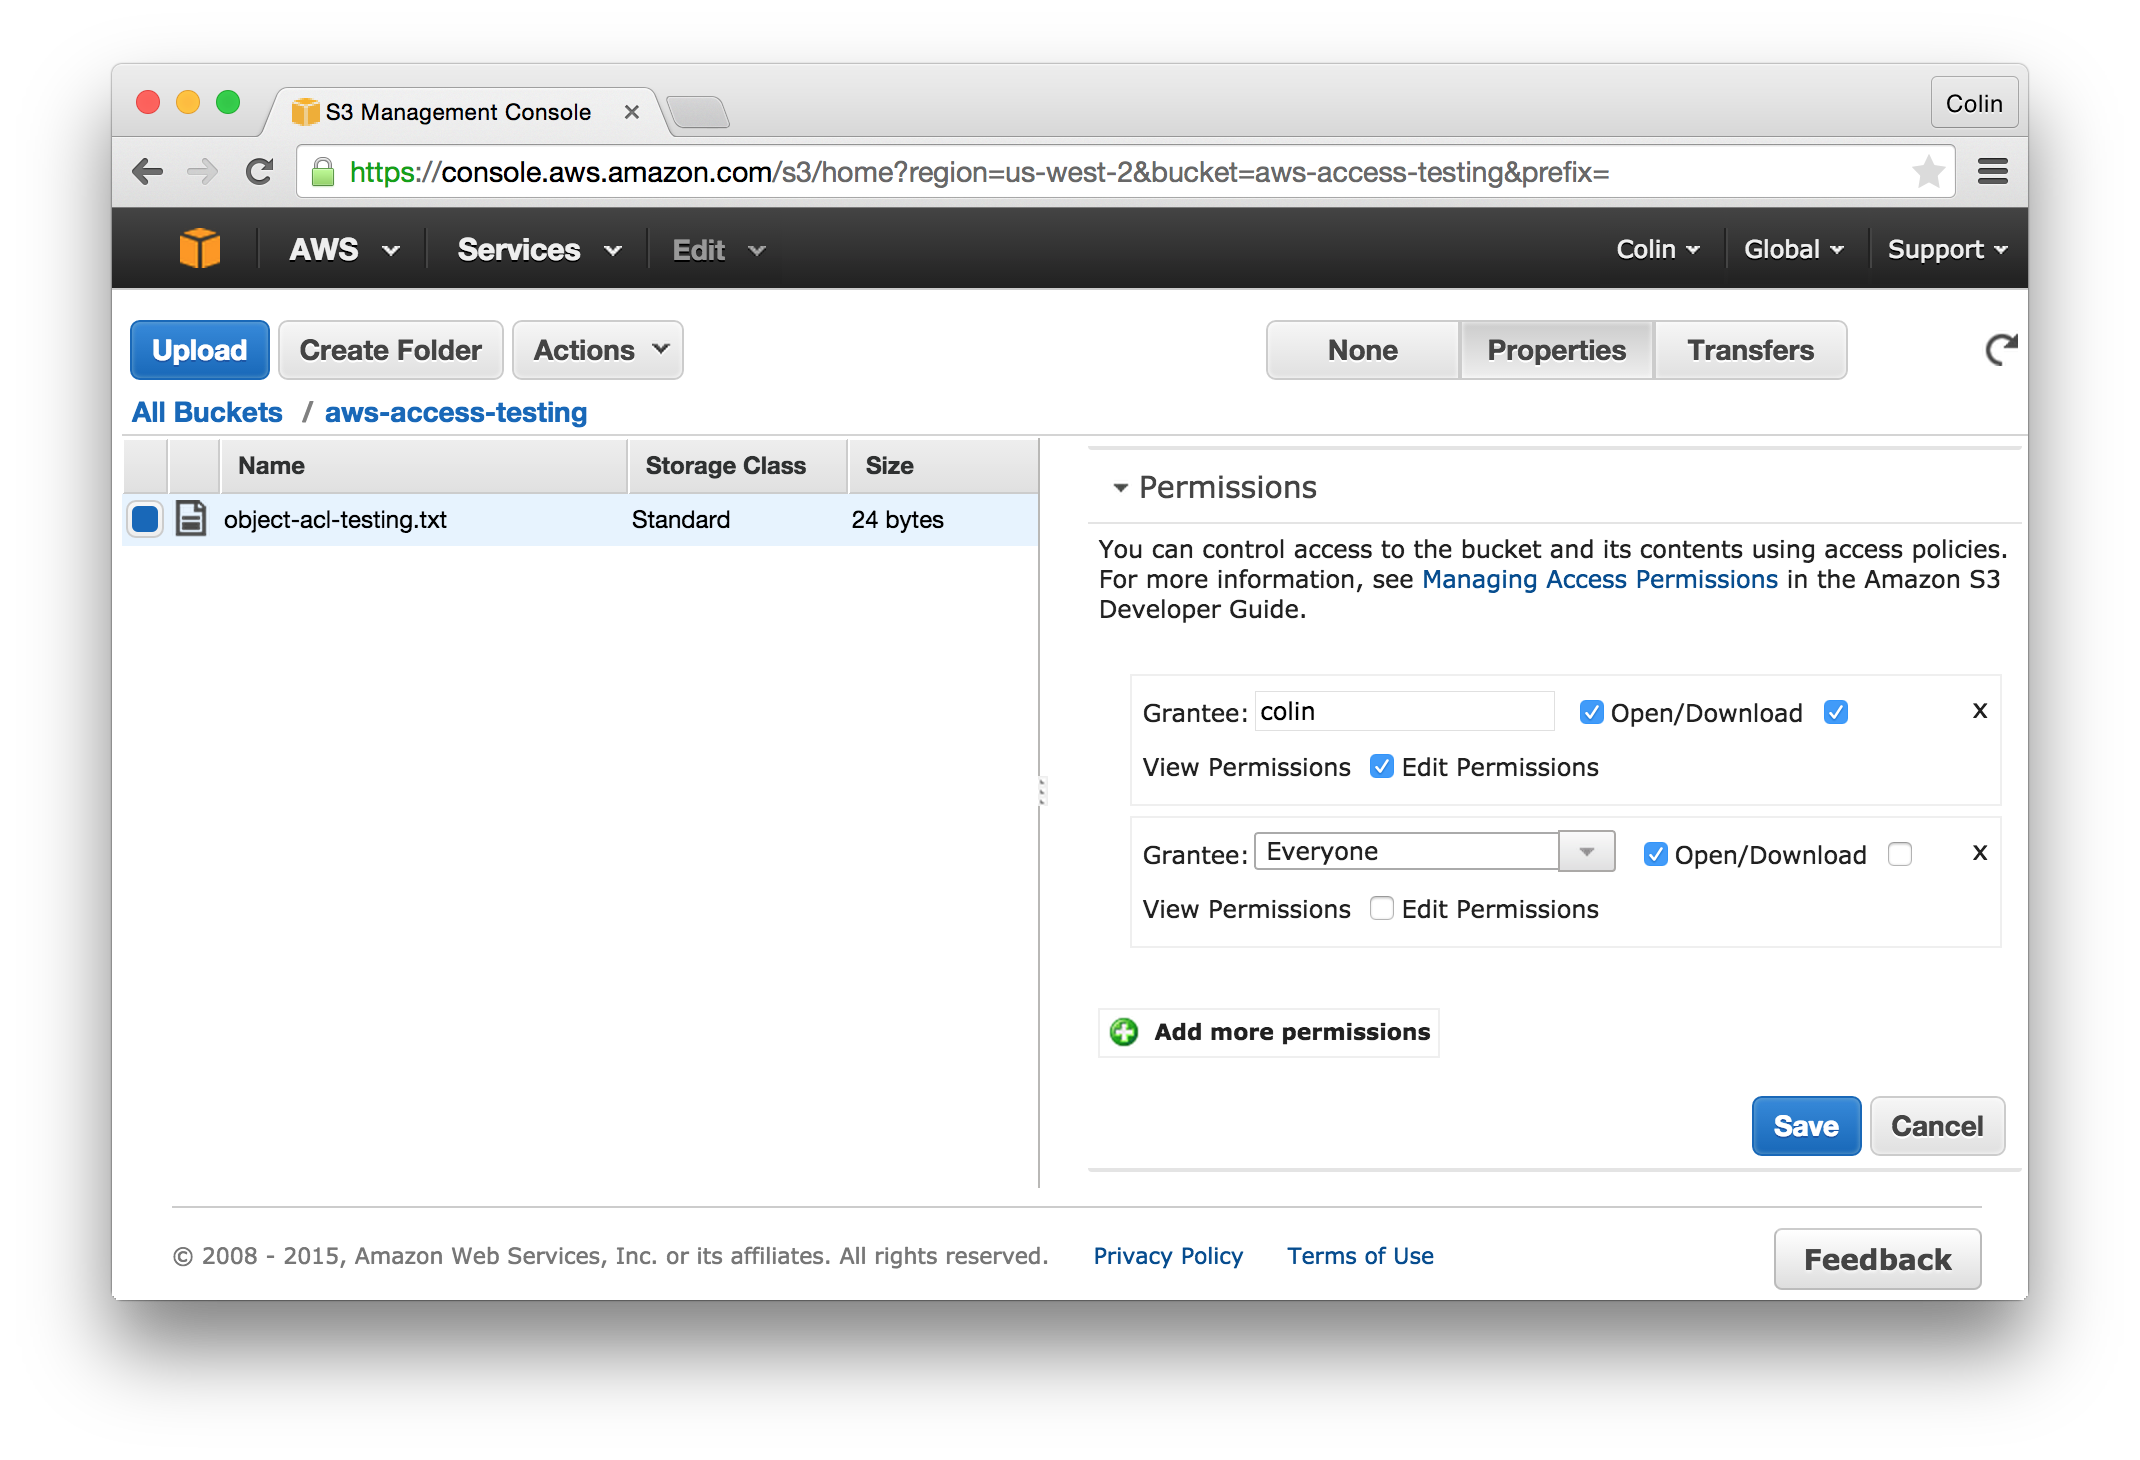 S3 Management Console
Colin
https://console.aws.amazon.com/s3/home?region=us-west-2&bucket=aws-access-testing&prefix=
AWS Services Edit Colin Global Support
Upload Create Folder Actions None Properties Transfers
All Buckets / aws-access-testing
Name Storage Class Size
object-acl-testing.txt Standard 24 bytes
Permissions
You can control access to the bucket and its contents using access policies.
For more information, see Managing Access Permissions in the Amazon S3
Developer Guide.
Grantee: colin Open/Download x
View Permissions Edit Permissions
Grantee: Everyone Open/Download x
View Permissions Edit Permissions
Add more permissions
Save Cancel
© 2008 - 2015, Amazon Web Services, Inc. or its affiliates. All rights reserved. Privacy Policy Terms of Use
Feedback